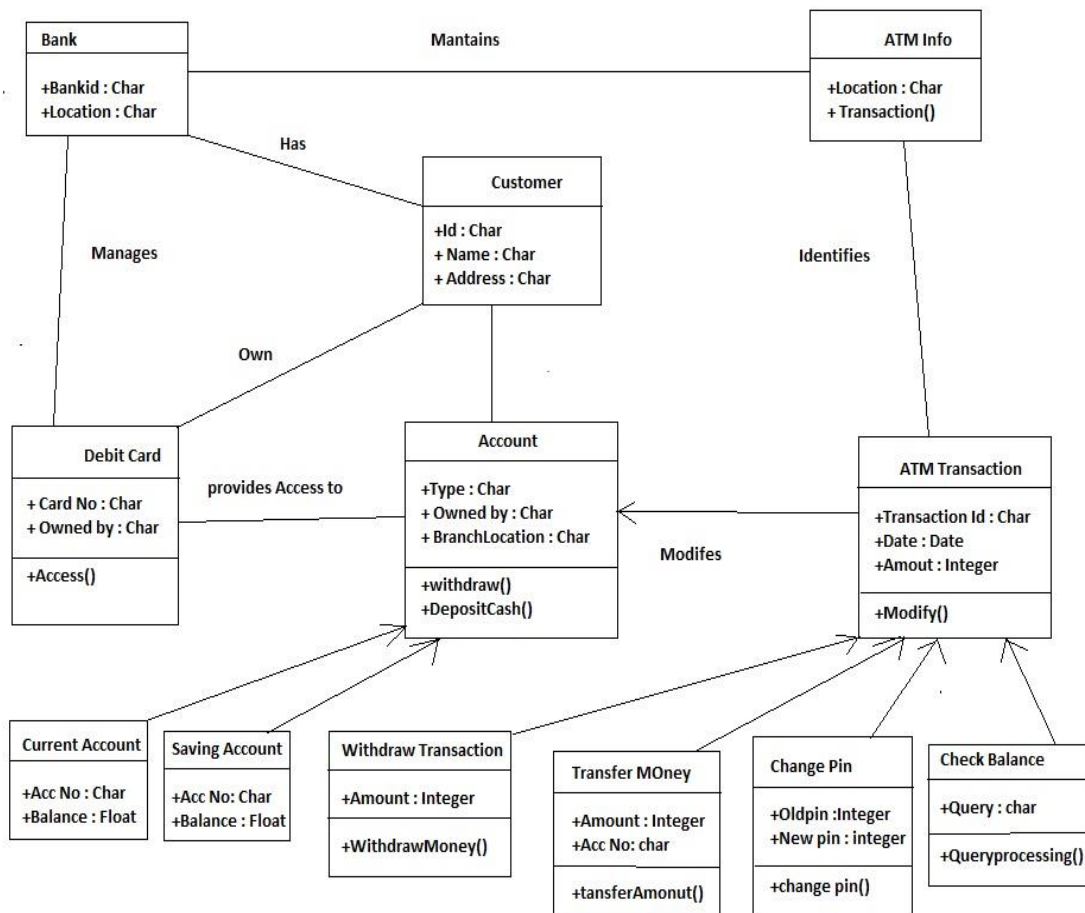 Bank
+Bankid : Char
+Location : Char
Mantains
ATM Info
+Location : Char
+ Transaction()
Has
Customer
+Id : Char
+ Name : Char
+ Address : Char
Manages
Identifies
Own
Debit Card
+ Card No : Char
+ Owned by : Char
+Access()
provides Access to
Account
+Type : Char
+ Owned by : Char
+ BranchLocation : Char
+withdraw()
+DepositCash()
Modifes
ATM Transaction
+Transaction Id : Char
+Date : Date
+Amout : Integer
+Modify()
Current Account
+Acc No : Char
+Balance : Float
Saving Account
+Acc No: Char
+Balance : Float
Withdraw Transaction
+Amount : Integer
+WithdrawMoney()
Transfer MOney
+Amount : Integer
+Acc No: char
+tansferAmonut()
Change Pin
+Oldpin :Integer
+New pin : integer
+change pin()
Check Balance
+Query : char
+Queryprocessing()